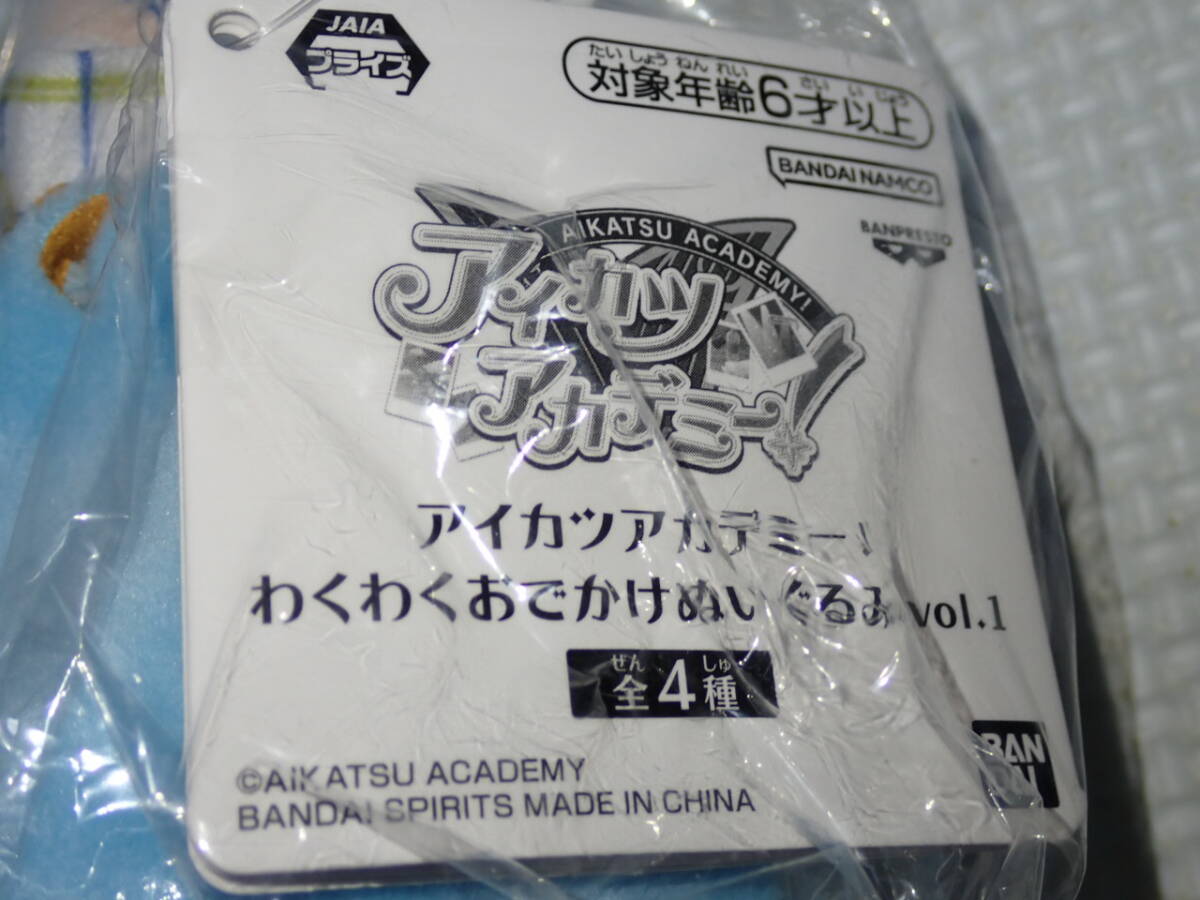 JAIA
プライズ
たいしょうねんれい さいいじょう
対象年齢6才以上
BANDAI NAMCO
BANPRESTO
AIKATSU ACADEMY!
アイカツ
アカデミー!
アイカツアカデミー!
わくわくおでかけぬいぐるみ vol.1
ぜん しゅ
全4種
©AIKATSU ACADEMY
BANDAI SPIRITS MADE IN CHINA
BAN
DAI